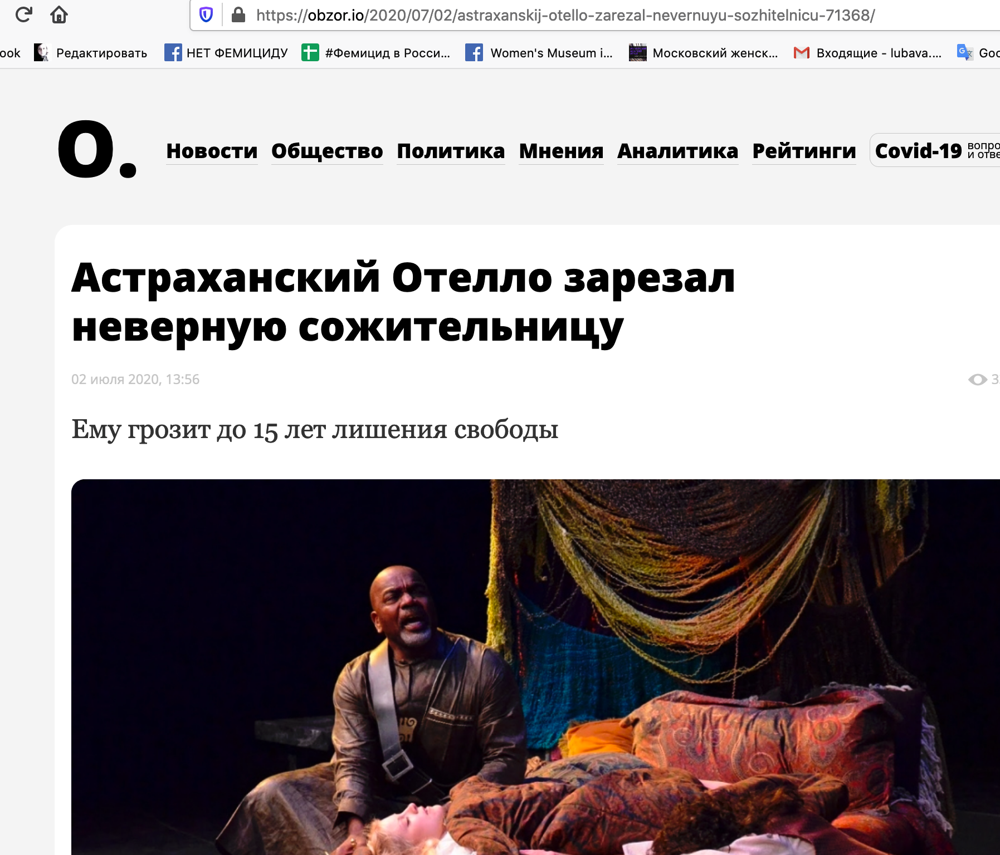 https://obzor.io/2020/07/02/astraxanskij-otello-zarezal-nevernuyu-sozhitelnicu-71368/
ook Редактировать НЕТ ФЕМИЦИДУ #Фемицид в Росси... Women's Museum i... Московский женск... Входящие - lubava.... Goo
О. Новости Общество Политика Мнения Аналитика Рейтинги Covid-19 вопро
и отве
Астраханский Отелло зарезал
неверную сожительницу
02 июля 2020, 13:56 3
Ему грозит до 15 лет лишения свободы